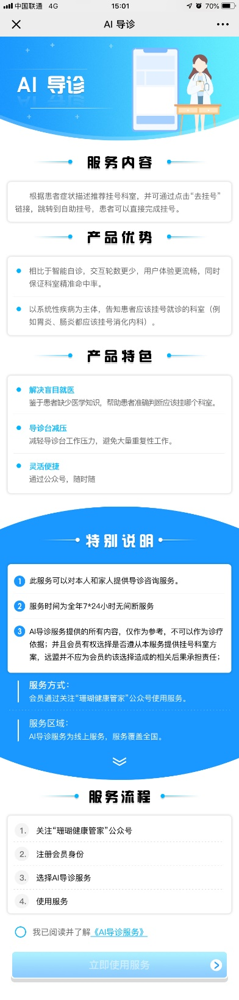 中国联通 4G 15:01 70%
AI 导诊
AI 导诊
服务内容
根据患者症状描述推荐挂号科室，并可通过点击“去挂号”
链接，跳转到自助挂号，患者可以直接完成挂号。
产品优势
相比于智能自诊，交互轮数更少，用户体验更流畅，同时
保证科室精准命中率。
以系统性疾病为主体，告知患者应该挂号就诊的科室（例
如胃炎、肠炎都应该挂号消化内科）。
产品特色
解决盲目就医
鉴于患者缺少医学知识，帮助患者准确判断应该挂哪个科室。
导诊台减压
减轻导诊台工作压力，避免大量重复性工作。
灵活便捷
通过公众号，随时随
特别说明
1 此服务可以对本人和家人提供导诊咨询服务。
2 服务时间为全年7*24小时无间断服务
3 AI导诊服务提供的所有内容，仅作为参考，不可以作为诊疗
依据；并且会员有权选择是否遵从本服务提供挂号科室方
案，远盟并不应为会员的该选择造成的相关后果承担责任；
服务方式：
会员通过关注“珊瑚健康管家”公众号使用服务。
服务区域：
AI导诊服务为线上服务，服务覆盖全国。
服务流程
1. 关注“珊瑚健康管家”公众号
2. 注册会员身份
3. 选择AI导诊服务
4. 使用服务
我已阅读并了解《AI导诊服务》
立即使用服务